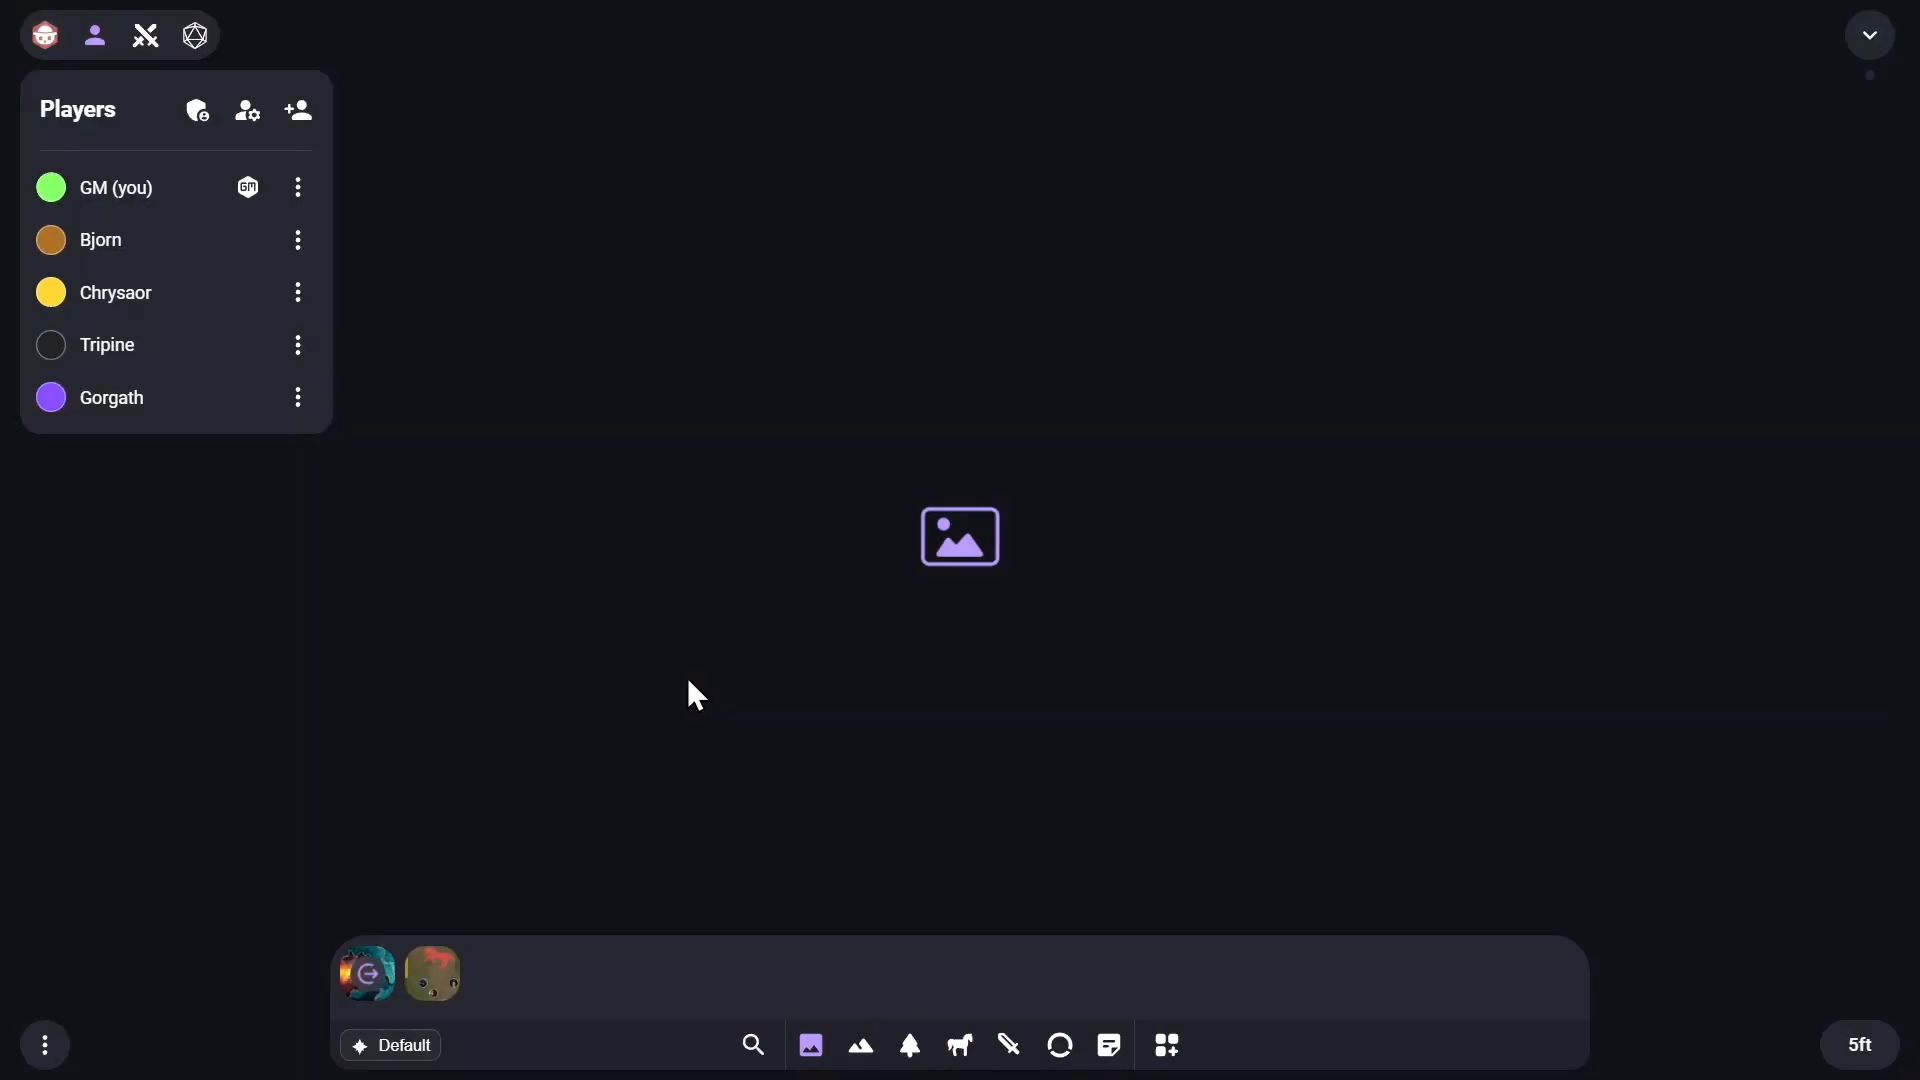 Players
GM (you)
GM
Bjorn
Chrysaor
Tripine
Gorgath
Default
5ft